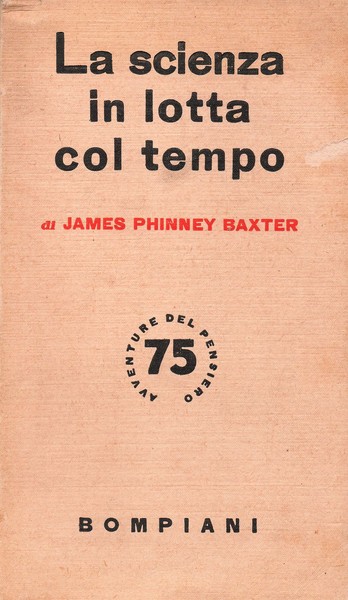 La scienza
in lotta
col tempo
di JAMES PHINNEY BAXTER
AVVENTURE DEL PENSIERO
75
BOMPIANI